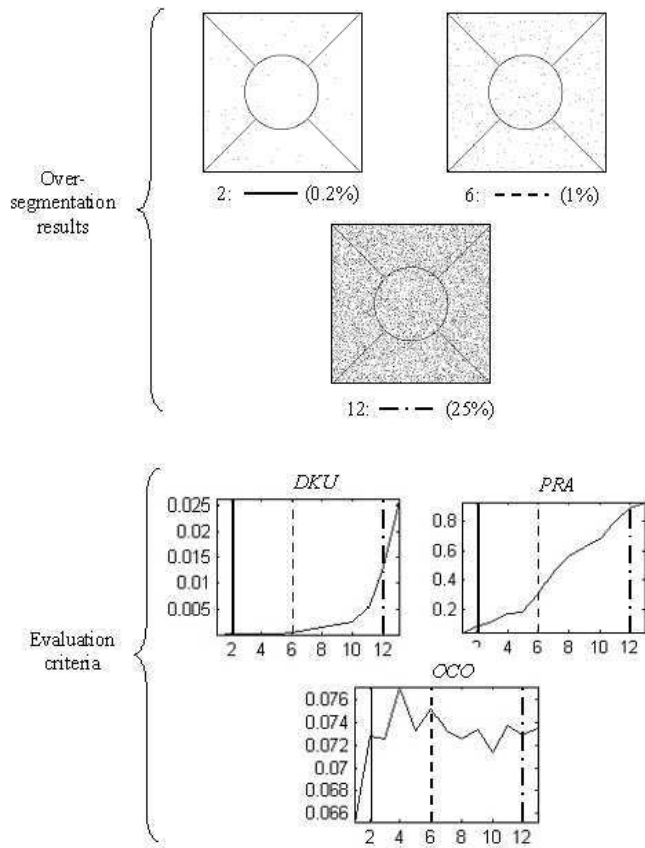 Over-
segmentation
results
2: (0.2%)
6: (1%)
12: (25%)
Evaluation
criteria
DKU
0.025
0.02
0.015
0.01
0.005
2 4 6 8 10 12
PRA
0.8
0.6
0.4
0.2
2 4 6 8 10 12
OCO
0.076
0.074
0.072
0.07
0.068
0.066
2 4 6 8 10 12